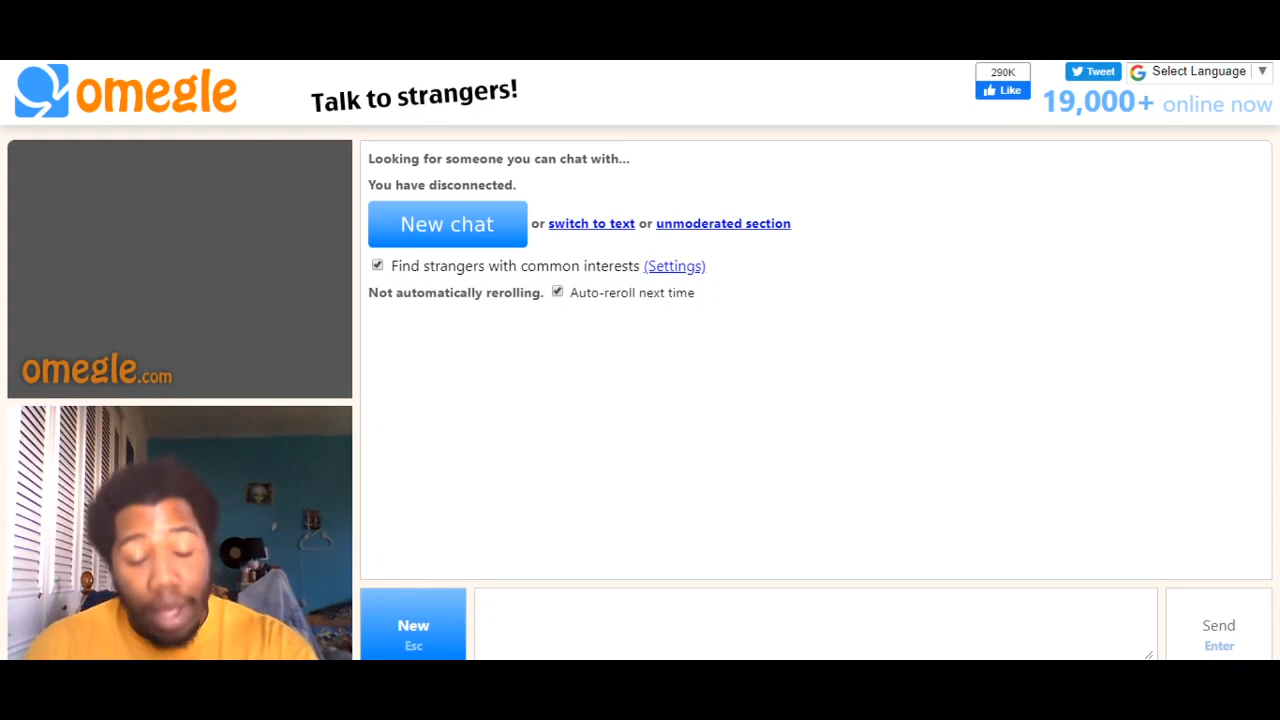 omegle
Talk to strangers!
290K
Like
Tweet
Select Language
19,000+ online now
omegle.com
Looking for someone you can chat with...
You have disconnected.
New chat or switch to text or unmoderated section
Find strangers with common interests (Settings)
Not automatically rerolling. Auto-reroll next time
New
Esc
Send
Enter